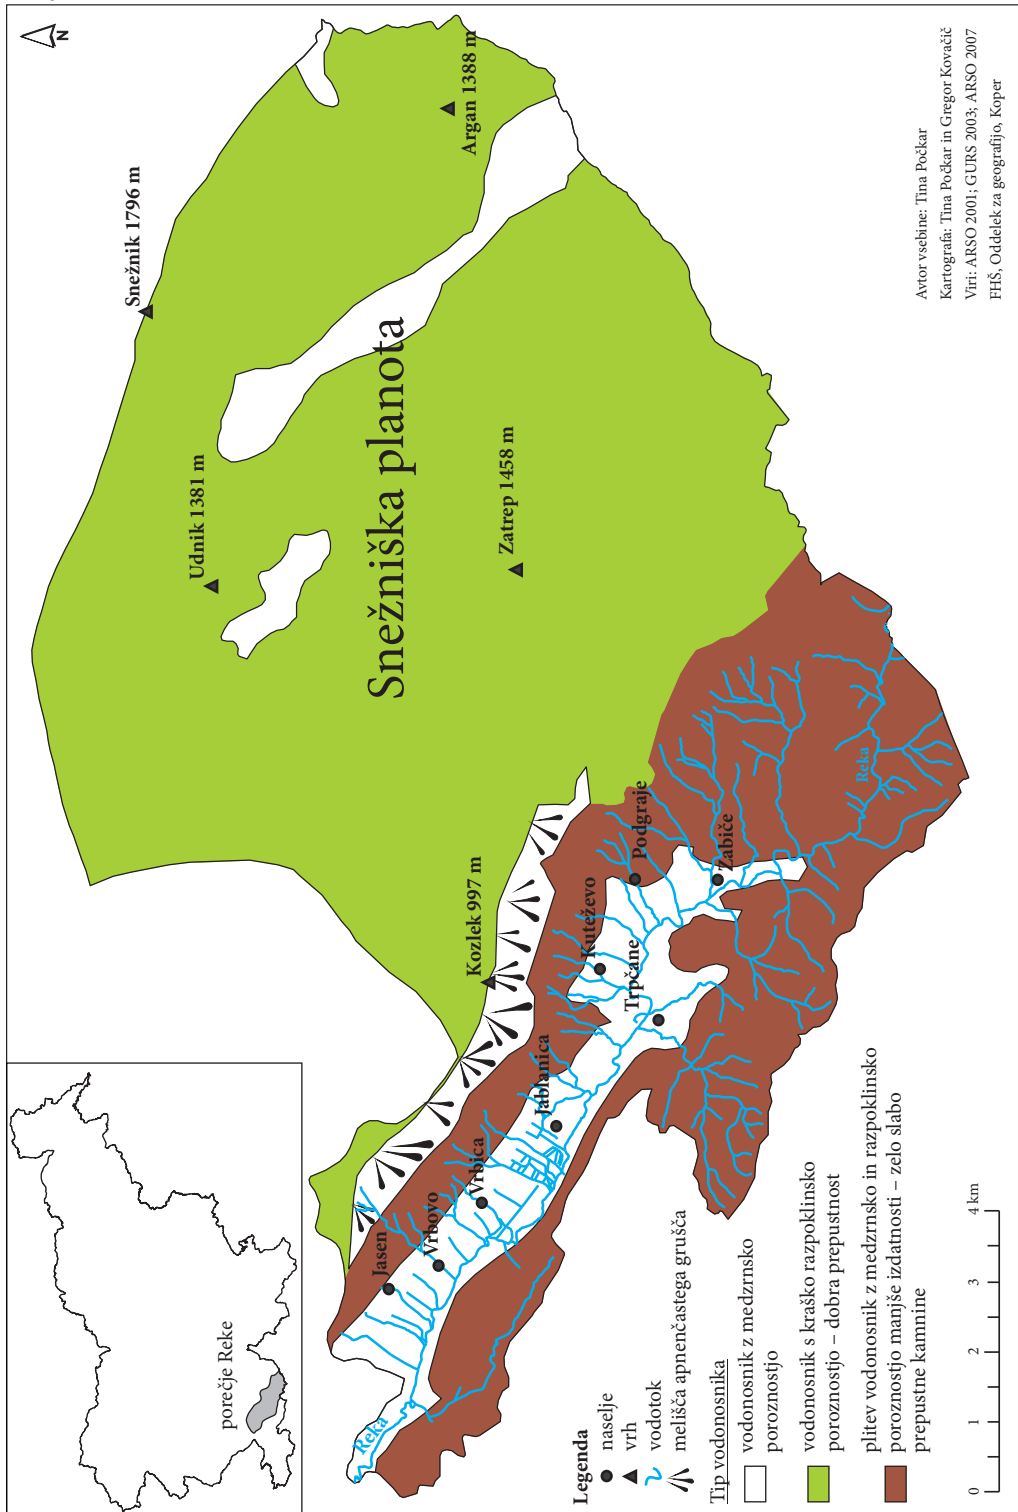 N
Snežnik 1796 m
Argan 1388 m
Udnik 1381 m
Snežniška planota
Zatrep 1458 m
Kozlek 997 m
Podgraje
Zabiče
Kuteževo
Trpčane
Jablanica
Vrbica
Vrbovo
Jasen
Reka
Reka
porečje Reke
Legenda
naselje
vrh
vodotok
melišča apnenčastega grušča
Tip vodonosnika
vodonosnik z medzrnsko
poroznostjo
vodonosnik s kraško razpoklinsko
poroznostjo – dobra prepustnost
plitev vodonosnik z medzrnsko in razpoklinsko
poroznostjo manjše izdatnosti – zelo slabo
prepustne kamnine
0 1 2 3 4 km
Avtor vsebine: Tina Počkar
Kartografa: Tina Počkar in Gregor Kovačič
Viri: ARSO 2001; GURS 2003; ARSO 2007
FHŠ, Oddelek za geografijo, Koper